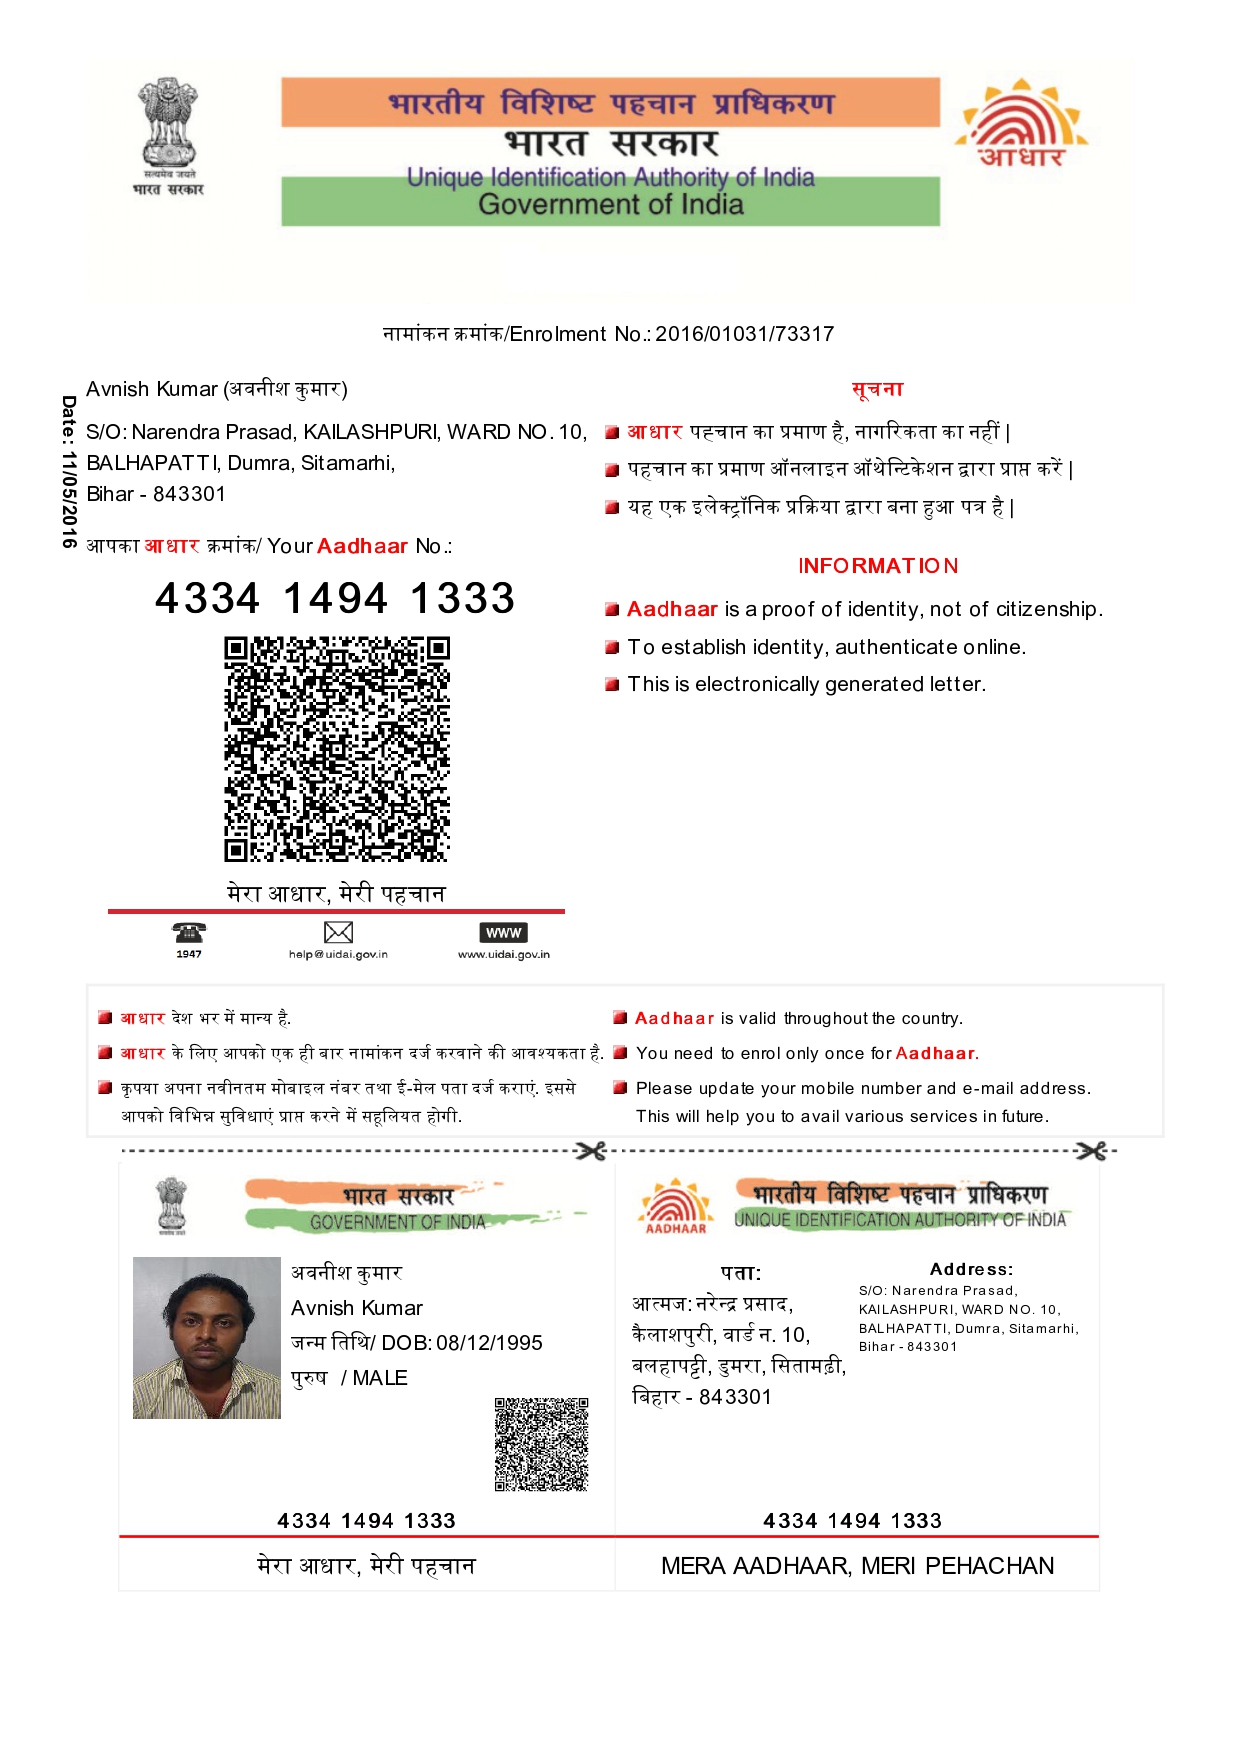 सत्यमेव जयते
भारत सरकार
भारतीय विशिष्ट पहचान प्राधिकरण
भारत सरकार
Unique Identification Authority of India
Government of India
आधार
नामांकन क्रमांक/Enrolment No.: 2016/01031/73317
Date: 11/05/2016
Avnish Kumar (अवनीश कुमार)
S/O: Narendra Prasad, KAILASHPURI, WARD NO. 10,
BALHAPATTI, Dumra, Sitamarhi,
Bihar - 843301
आपका आधार क्रमांक/ Your Aadhaar No.:
4334 1494 1333
मेरा आधार, मेरी पहचान
1947
help@uidai.gov.in
WWW
www.uidai.gov.in
सूचना
आधार पहचान का प्रमाण है, नागरिकता का नहीं |
पहचान का प्रमाण ऑनलाइन ऑथेन्टिकेशन द्वारा प्राप्त करें |
यह एक इलेक्ट्रॉनिक प्रक्रिया द्वारा बना हुआ पत्र है |
INFORMATION
Aadhaar is a proof of identity, not of citizenship.
To establish identity, authenticate online.
This is electronically generated letter.
आधार देश भर में मान्य है.
आधार के लिए आपको एक ही बार नामांकन दर्ज करवाने की आवश्यकता है.
कृपया अपना नवीनतम मोबाइल नंबर तथा ई-मेल पता दर्ज कराएं. इससे
आपको विभिन्न सुविधाएं प्राप्त करने में सहूलियत होगी.
Aadhaar is valid throughout the country.
You need to enrol only once for Aadhaar.
Please update your mobile number and e-mail address.
This will help you to avail various services in future.
भारत सरकार
GOVERNMENT OF INDIA
अवनीश कुमार
Avnish Kumar
जन्म तिथि/ DOB: 08/12/1995
पुरुष / MALE
4334 1494 1333
मेरा आधार, मेरी पहचान
AADHAAR
भारतीय विशिष्ट पहचान प्राधिकरण
UNIQUE IDENTIFICATION AUTHORITY OF INDIA
पता:
आत्मज: नरेन्द्र प्रसाद,
कैलाशपुरी, वार्ड न. 10,
बलहापट्टी, डुमरा, सितामढ़ी,
बिहार - 843301
Address:
S/O: Narendra Prasad,
KAILASHPURI, WARD NO. 10,
BALHAPATTI, Dumra, Sitamarhi,
Bihar - 843301
4334 1494 1333
MERA AADHAAR, MERI PEHACHAN